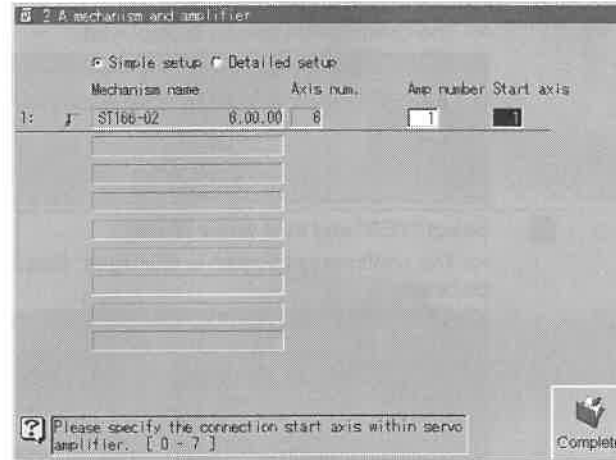 2 A mechanism and amplifier
Simple setup Detailed setup
Mechanism name Axis num. Amp number Start axis
1: ST166-02 6,00,00 6 1 1
Please specify the connection start axis within servo
amplifier. [ 0 - 7 ]
Complete